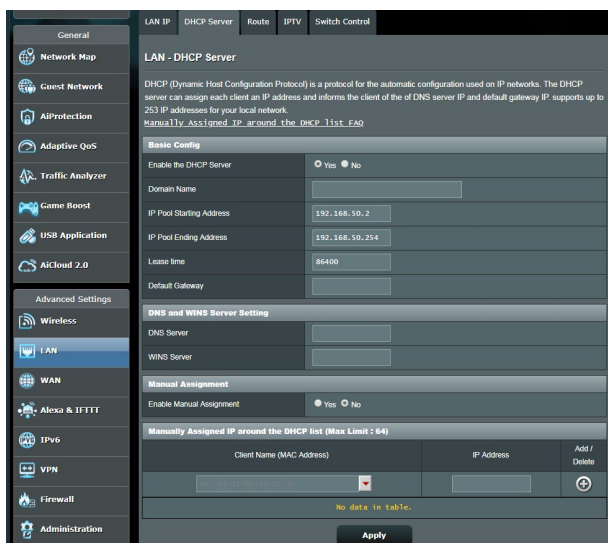 LAN IP
DHCP Server
Route
IPTV
Switch Control
General
Network Map
Guest Network
AiProtection
Adaptive QoS
Traffic Analyzer
Game Boost
USB Application
AiCloud 2.0
Advanced Settings
Wireless
LAN
WAN
Alexa & IFTTT
IPv6
VPN
Firewall
Administration
LAN - DHCP Server
DHCP (Dynamic Host Configuration Protocol) is a protocol for the automatic configuration used on IP networks. The DHCP
server can assign each client an IP address and informs the client of the of DNS server IP and default gateway IP. supports up to
253 IP addresses for your local network.
Manually Assigned IP around the DHCP list FAQ
Basic Config
Enable the DHCP Server
Yes No
Domain Name
IP Pool Starting Address
192.168.50.2
IP Pool Ending Address
192.168.50.254
Lease time
86400
Default Gateway
DNS and WINS Server Setting
DNS Server
WINS Server
Manual Assignment
Enable Manual Assignment
Yes No
Manually Assigned IP around the DHCP list (Max Limit : 64)
Client Name (MAC Address)
IP Address
Add /
Delete
No data in table.
Apply